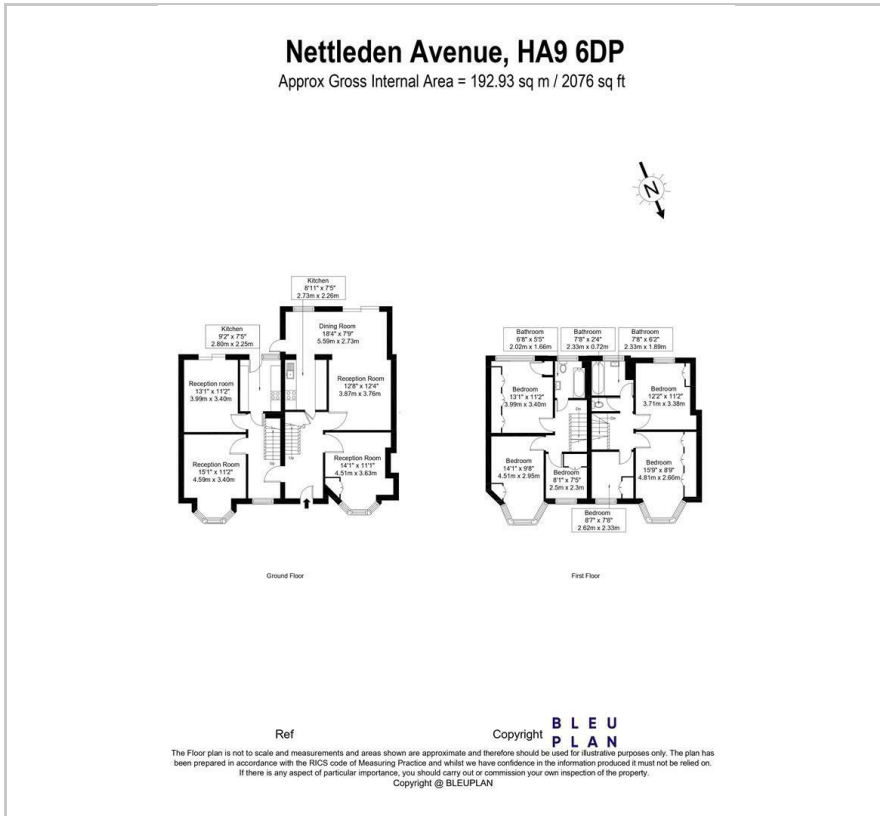 Nettleden Avenue, HA9 6DP
Approx Gross Internal Area = 192.93 sq m / 2076 sq ft
N
Kitchen
8'11" x 7'5"
2.73m x 2.26m
Kitchen
9'2" x 7'5"
2.80m x 2.25m
Dining Room
18'4" x 7'9"
5.59m x 2.73m
Reception room
13'1" x 11'2"
3.99m x 3.40m
Reception Room
12'8" x 12'4"
3.87m x 3.76m
Reception Room
15'1" x 11'2"
4.59m x 3.40m
Reception Room
14'1" x 11'1"
4.51m x 3.63m
Up
Up
Ground Floor
Bathroom
6'8" x 5'5"
2.02m x 1.66m
Bathroom
7'8" x 2'4"
2.33m x 0.72m
Bathroom
7'8" x 6'2"
2.33m x 1.89m
Bedroom
13'1" x 11'2"
3.99m x 3.40m
Bedroom
12'2" x 11'2"
3.71m x 3.38m
Dn
Dn
Bedroom
14'1" x 9'8"
4.51m x 2.95m
Bedroom
8'1" x 7'5"
2.5m x 2.3m
Bedroom
15'9" x 8'9"
4.81m x 2.66m
Bedroom
8'7" x 7'8"
2.62m x 2.33m
First Floor
Ref
Copyright
BLEU
PLAN
The Floor plan is not to scale and measurements and areas shown are approximate and therefore should be used for illustrative purposes only. The plan has
been prepared in accordance with the RICS code of Measuring Practice and whilst we have confidence in the information produced it must not be relied on.
If there is any aspect of particular importance, you should carry out or commission your own inspection of the property.
Copyright @ BLEUPLAN